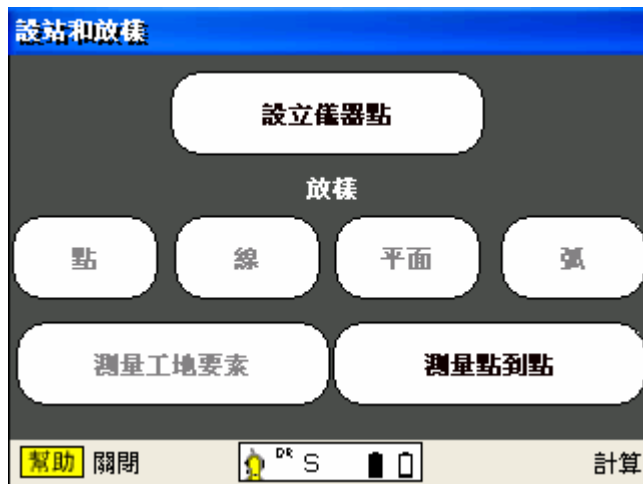 設站和放樣
設立儀器點
放樣
點 線 平面 弧
測量工地要素 測量點到點
幫助 關閉 DR S 計算